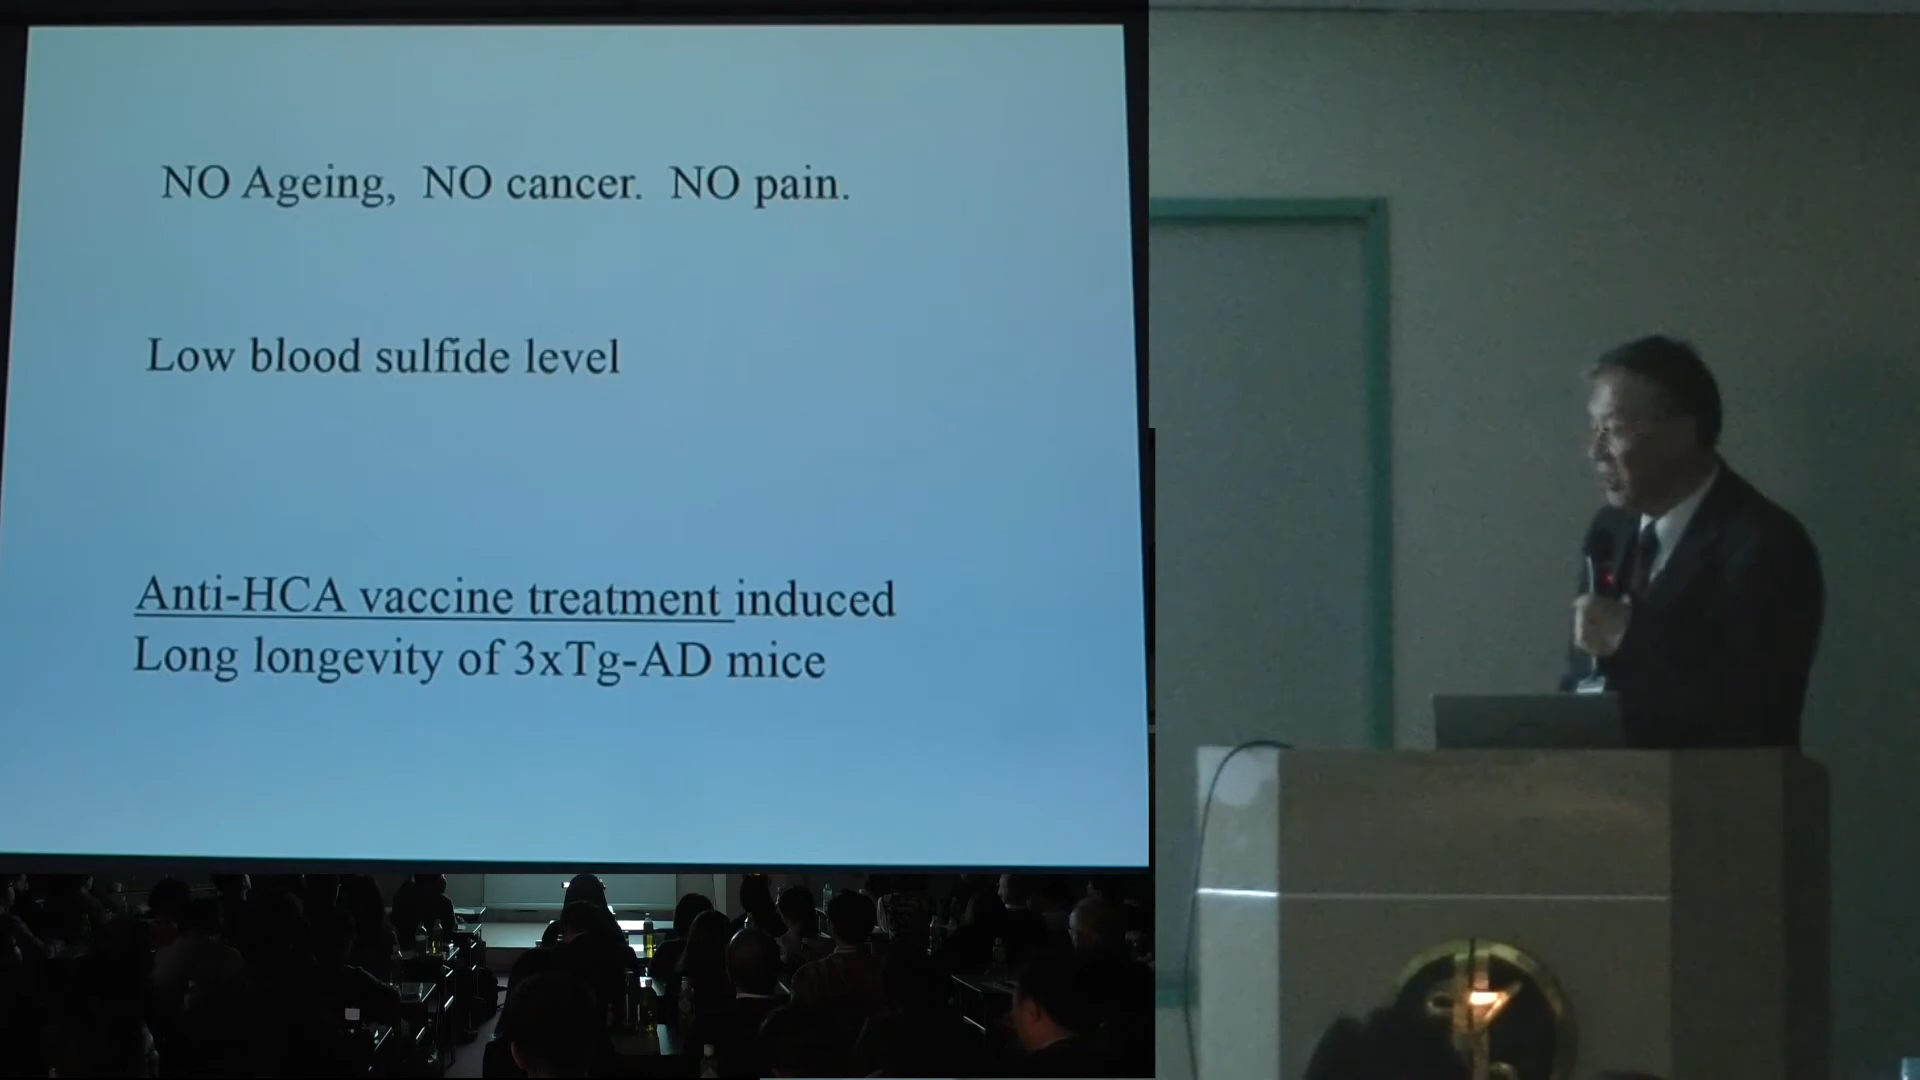 NO Ageing, NO cancer. NO pain.
Low blood sulfide level
Anti-HCA vaccine treatment induced
Long longevity of 3xTg-AD mice